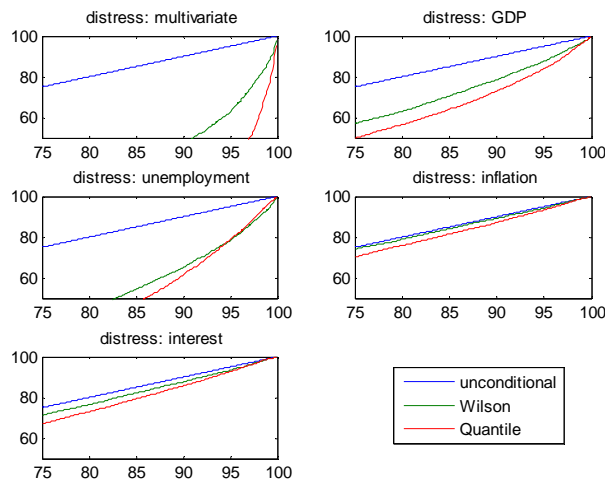 distress: multivariate
100
80
60
75 80 85 90 95 100
distress: GDP
100
80
60
75 80 85 90 95 100
distress: unemployment
100
80
60
75 80 85 90 95 100
distress: inflation
100
80
60
75 80 85 90 95 100
distress: interest
100
80
60
75 80 85 90 95 100
unconditional
Wilson
Quantile